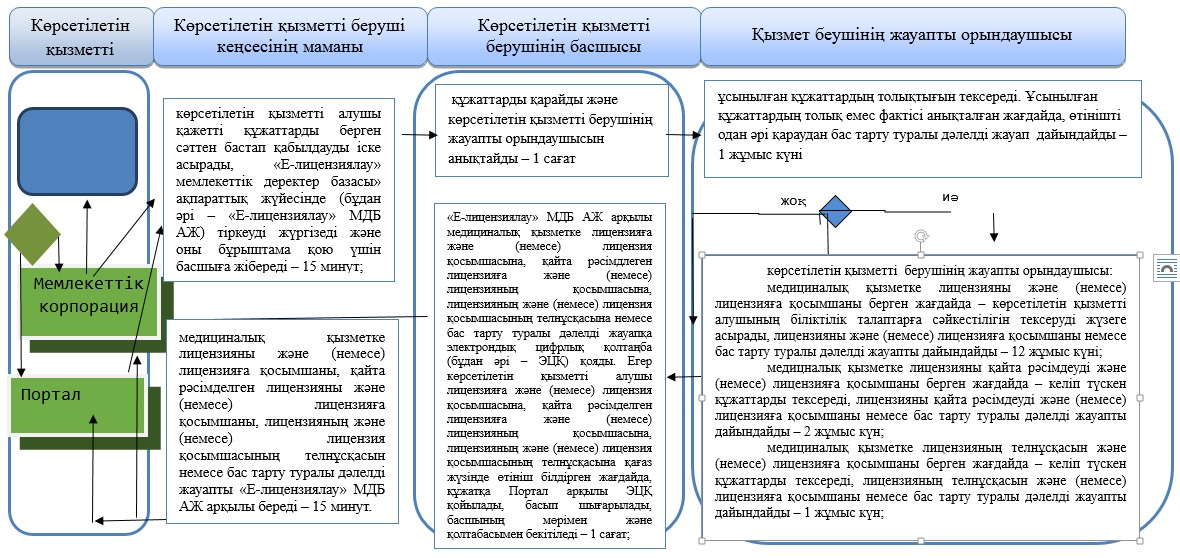 Көрсетілетін
қызметті
Көрсетілетін қызметті беруші
кеңсесінің маманы
Көрсетілетін қызметті
берушінің басшысы
Қызмет беушінің жауапты орындаушысы
көрсетілетін қызметті алушы
қажетті құжаттарды берген
сәттен бастап қабылдауды іске
асырады, «Е-лицензиялау»
мемлекеттік деректер базасы»
ақпараттық жүйесінде (бұдан
әрі – «Е-лицензиялау» МДБ
АЖ) тіркеуді жүргізеді және
оны бұрыштама қою үшін
басшыға жібереді – 15 минут;
құжаттарды қарайды және
көрсетілетін қызметті берушінің
жауапты орындаушысын
анықтайды – 1 сағат
ұсынылған құжаттардың толықтығын тексереді. Ұсынылған
құжаттардың толық емес фактісі анықталған жағдайда, өтінішті
одан әрі қараудан бас тарту туралы дәлелді жауап дайындайды –
1 жұмыс күні
жоқ
иә
Мемлекеттік
корпорация
Портал
медициналық қызметке
лицензияны және (немесе)
лицензияға қосымшаны, қайта
рәсімделген лицензияны және
(немесе) лицензияға
қосымшаны, лицензияның және
(немесе) лицензия
қосымшасының телнұсқасын
немесе бас тарту туралы дәлелді
жауапты «Е-лицензиялау» МДБ
АЖ арқылы береді – 15 минут.
«Е-лицензиялау» МДБ АЖ арқылы
медициналық қызметке лицензияға
және (немесе) лицензия
қосымшасына, қайта рәсімдлеген
лицензияға және (немесе)
лицензияның қосымшасына,
лицензияның және (немесе) лицензия
қосымшасының телнұсқасына немесе
бас тарту туралы дәлелді жауапқа
электрондық цифрлық қолтаңба
(бұдан әрі – ЭЦҚ) қояды. Егер
көрсетілетін қызметті алушы
лицензияға және (немесе) лицензия
қосымшасына, қайта рәсімделген
лицензияға және (немесе)
лицензияның қосымшасына,
лицензияның және (немесе) лицензия
қосымшасының телнұсқасына қағаз
жүзінде өтініш білдірген жағдайда,
құжатқа Портал арқылы ЭЦҚ
қойылады, басып шығарылады,
басшының мөрімен және
қолтабасымен бекітіледі – 1 сағат;
көрсетілетін қызметті берушінің жауапты орындаушысы:
медициналық қызметке лицензияны және (немесе)
лицензияға қосымшаны берген жағдайда – көрсетілетін қызметті
алушының біліктілік талаптарға сәйкестілігін тексеруді жүзеге
асырады, лицензияны және (немесе) лицензияға қосымшаны немесе
бас тарту туралы дәлелді жауапты дайындайды – 12 жұмыс күні;
медицналық қызметке лицензияны қайта рәсімдеуді және
(немесе) лицензияға қосымшаны берген жағдайда – келіп түскен
құжаттарды тексереді, лицензияны қайта рәсімдеуді және (немесе)
лицензияға қосымшаны немесе бас тарту туралы дәлелді жауапты
дайындайды – 2 жұмыс күн;
медициналық қызметке лицензияның телнұсқасын және
(немесе) лицензияға қосымшаны берген жағдайда – келіп түскен
құжаттарды тексереді, лицензияның телнұсқасын және (немесе)
лицензияға қосымшаны немесе бас тарту туралы дәлелді жауапты
дайындайды – 1 жұмыс күн;